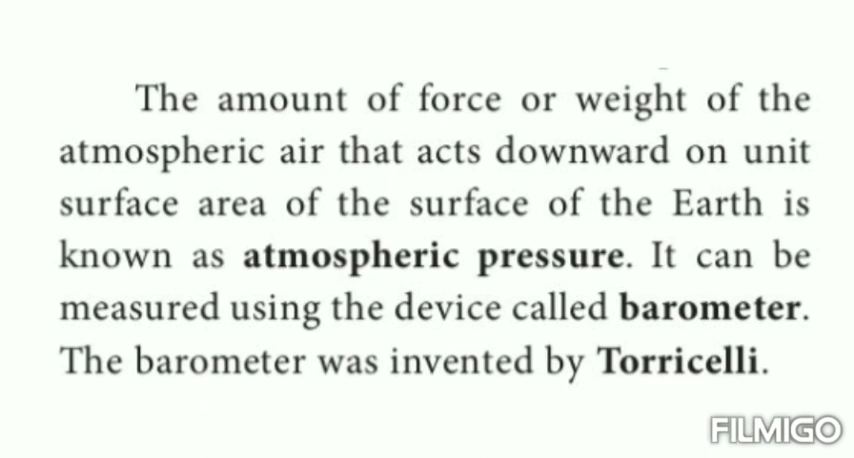 The amount of force or weight of the
atmospheric air that acts downward on unit
surface area of the surface of the Earth is
known as atmospheric pressure. It can be
measured using the device called barometer.
The barometer was invented by Torricelli.
FILMIGO